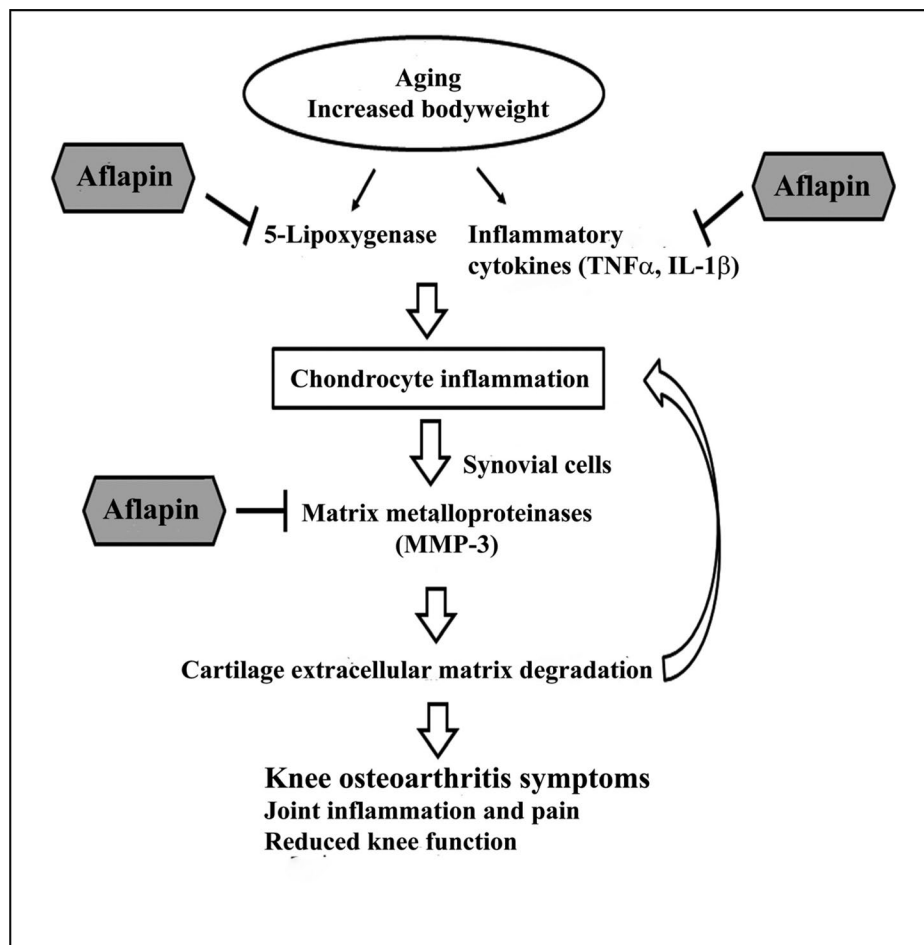 Aging
Increased bodyweight
Aflapin
Aflapin
5-Lipoxygenase
Inflammatory
cytokines (TNFα, IL-1β)
Chondrocyte inflammation
Synovial cells
Aflapin
Matrix metalloproteinases
(MMP-3)
Cartilage extracellular matrix degradation
Knee osteoarthritis symptoms
Joint inflammation and pain
Reduced knee function